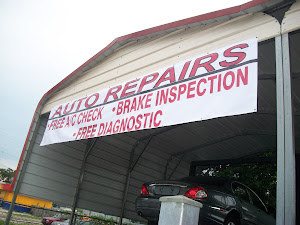 AUTO REPAIRS
•FREE A/C CHECK •BRAKE INSPECTION
•FREE DIAGNOSTIC